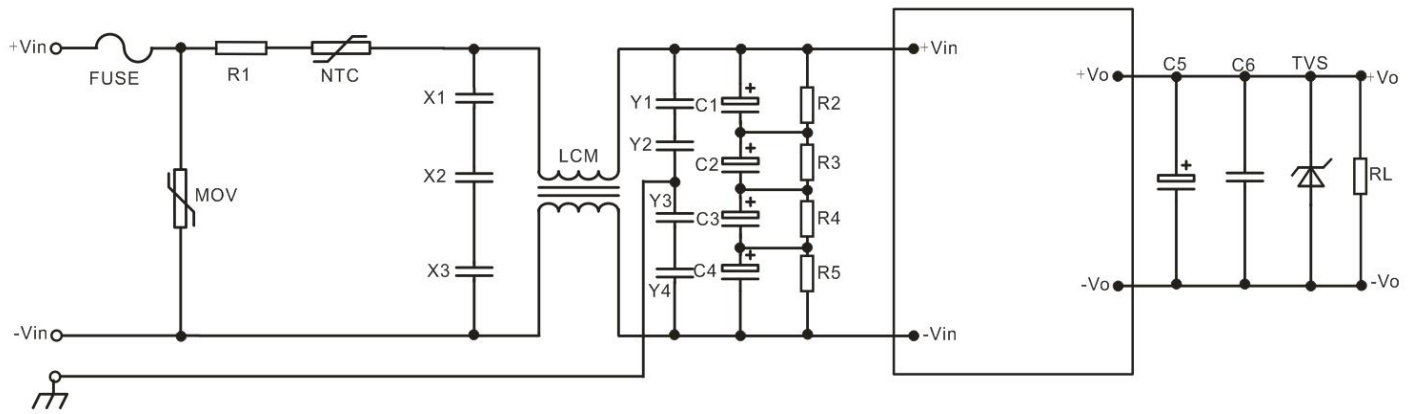 +Vin
FUSE
R1
NTC
MOV
X1
X2
X3
LCM
Y1
Y2
Y3
Y4
C1
C2
C3
C4
+
+
+
+
R2
R3
R4
R5
-Vin
+Vin
-Vin
+Vo
-Vo
C5
C6
TVS
+
RL
+Vo
-Vo